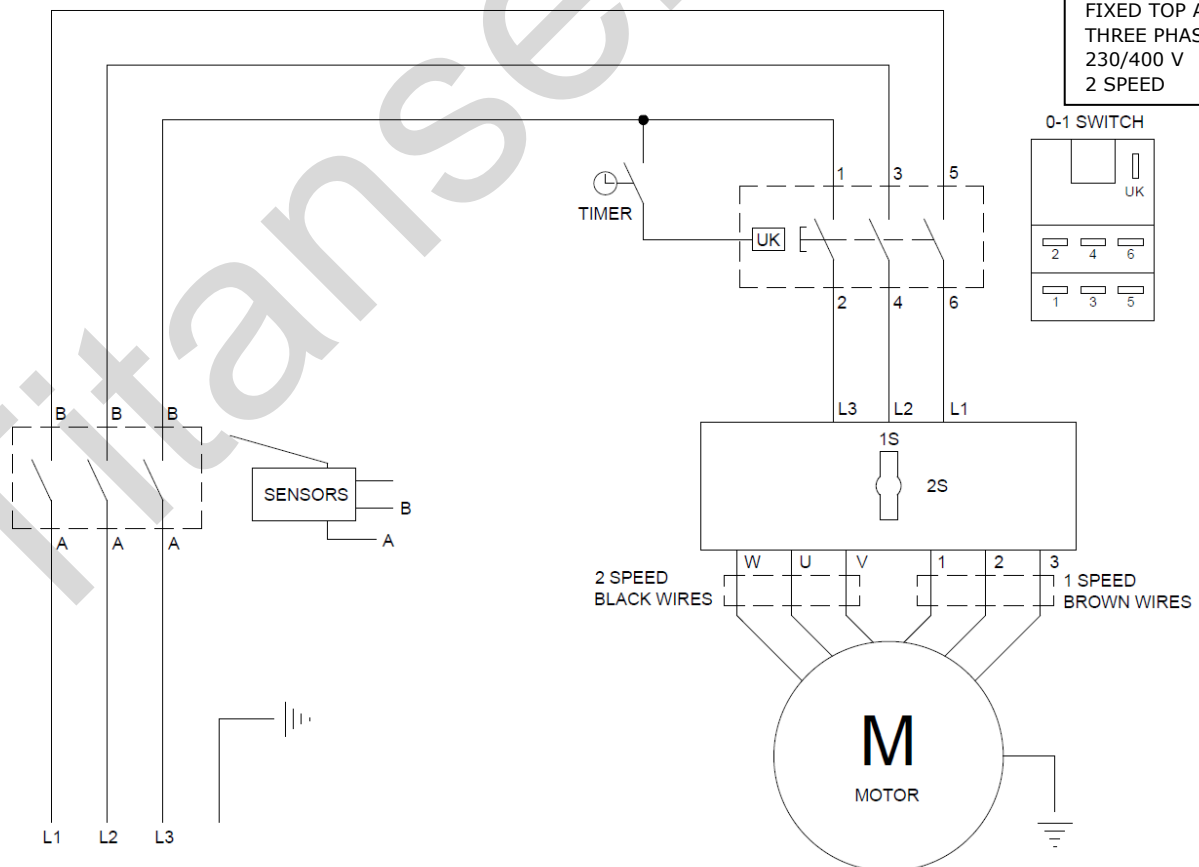 FIXED TOP
THREE
230/400 V
2 SPEED
0-1 SWITCH
UK
2 4 6
1 3 5
TIMER
1 3 5
UK
2 4 6
B B B
SENSORS
B
A
A A A
L3 L2 L1
1S
2S
W U V 1 2 3
2 SPEED
BLACK WIRES
1 SPEED
BROWN WIRES
M
MOTOR
L1 L2 L3